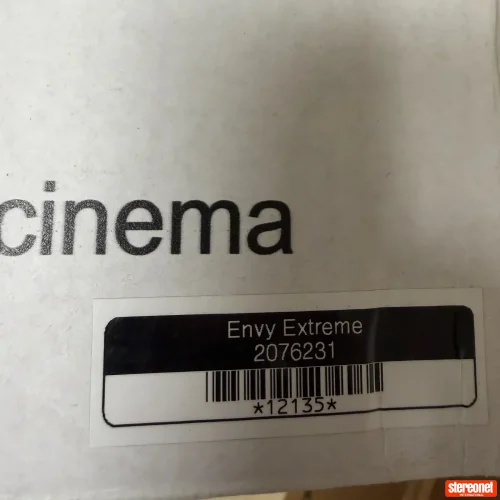 cinema
Envy Extreme
2076231
*12135*
stereonet